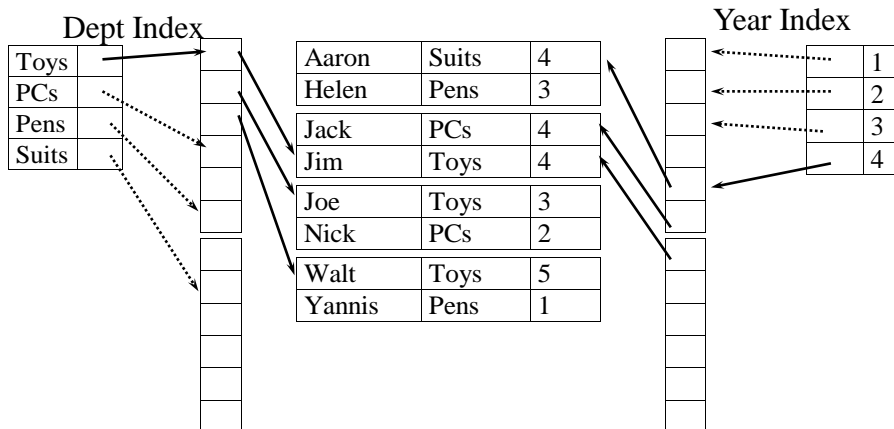 Dept Index
Year Index
Toys
PCs
Pens
Suits
Aaron Suits 4
Helen Pens 3
Jack PCs 4
Jim Toys 4
Joe Toys 3
Nick PCs 2
Walt Toys 5
Yannis Pens 1
1
2
3
4